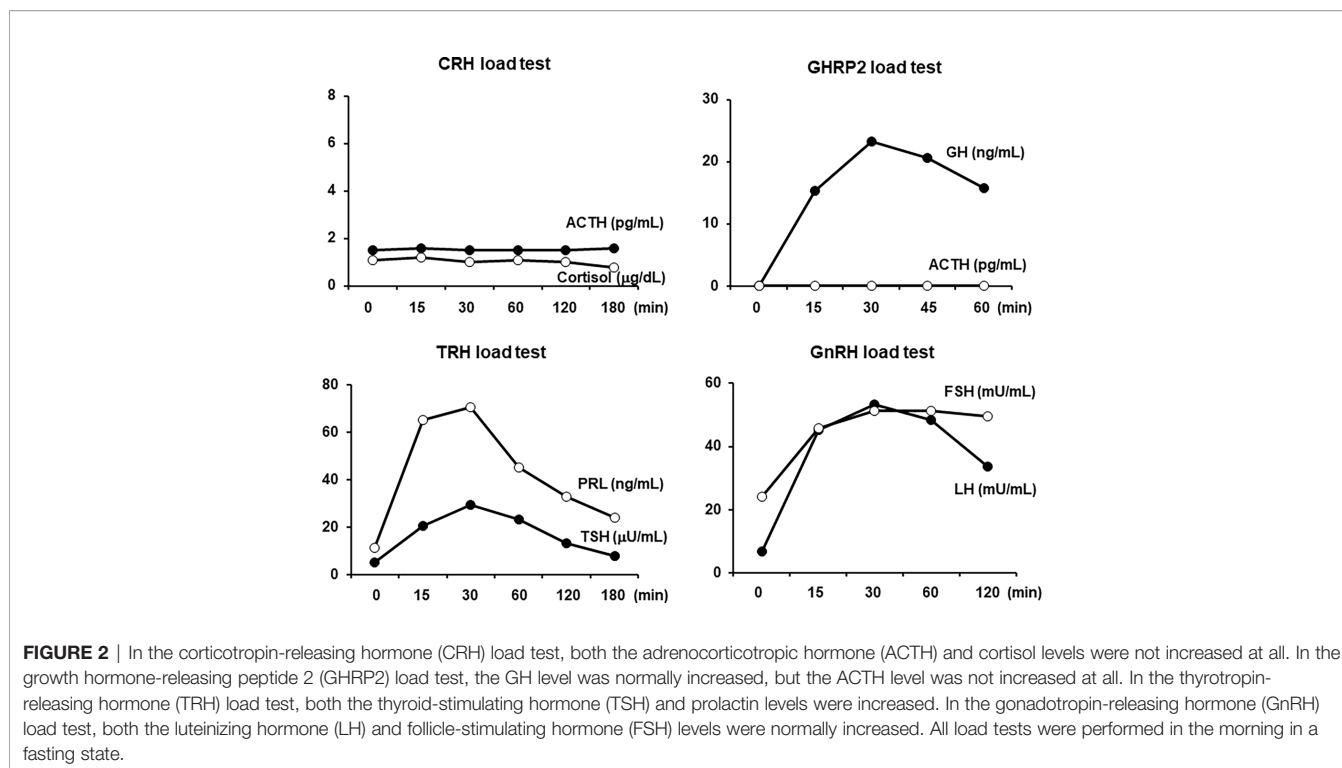 CRH load test
8
6
4
2
0
ACTH (pg/mL)
Cortisol (μg/dL)
0 15 30 60 120 180 (min)
GHRP2 load test
30
20
10
0
GH (ng/mL)
ACTH (pg/mL)
0 15 30 45 60 (min)
TRH load test
80
60
40
20
0
PRL (ng/mL)
TSH (μU/mL)
0 15 30 60 120 180 (min)
GnRH load test
60
40
20
0
FSH (mU/mL)
LH (mU/mL)
0 15 30 60 120 (min)
FIGURE 2 | In the corticotropin-releasing hormone (CRH) load test, both the adrenocorticotropic hormone (ACTH) and cortisol levels were not increased at all. In the
growth hormone-releasing peptide 2 (GHRP2) load test, the GH level was normally increased, but the ACTH level was not increased at all. In the thyrotropin-
releasing hormone (TRH) load test, both the thyroid-stimulating hormone (TSH) and prolactin levels were increased. In the gonadotropin-releasing hormone (GnRH)
load test, both the luteinizing hormone (LH) and follicle-stimulating hormone (FSH) levels were normally increased. All load tests were performed in the morning in a
fasting state.